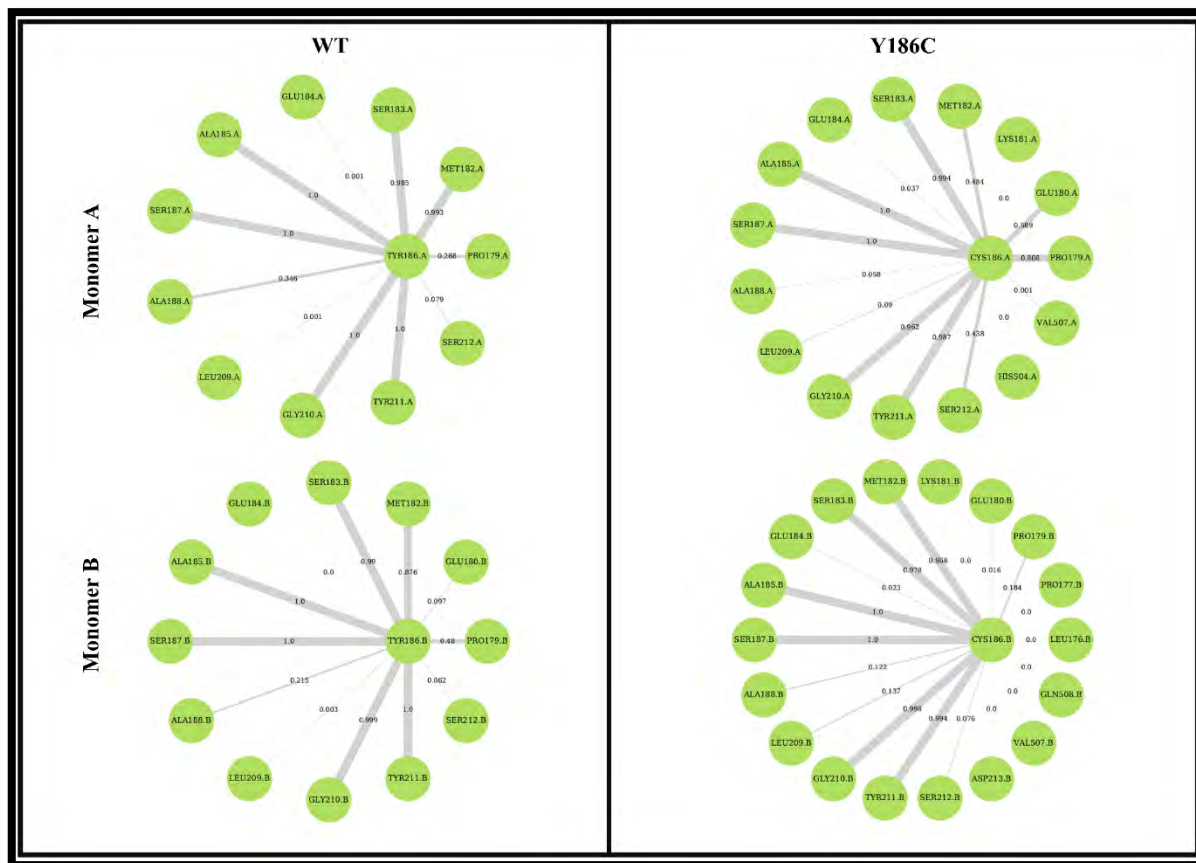 WT
Y186C
Monomer A
Monomer B
GLU184.A
SER183.A
ALA185.A
MET182.A
0.001
0.985
1.0
0.993
SER187.A
1.0
TYR186.A
0.268
PRO179.A
0.346
0.079
ALA188.A
0.001
1.0
1.0
SER212.A
LEU209.A
GLY210.A
TYR211.A
SER183.A
MET182.A
GLU184.A
LYS181.A
ALA185.A
0.037
0.994
0.484
0.0
GLU180.A
SER187.A
1.0
1.0
CYS186.A
0.808
PRO179.A
ALA188.A
0.058
0.09
0.001
0.0
VAL507.A
LEU209.A
0.962
0.987
0.438
GLY210.A
TYR211.A
SER212.A
HIS504.A
SER183.B
GLU184.B
MET182.B
ALA185.B
0.0
0.99
0.876
GLU180.B
1.0
0.097
SER187.B
1.0
TYR186.B
0.48
PRO179.B
0.215
0.062
ALA188.B
0.003
0.999
1.0
SER212.B
LEU209.B
GLY210.B
TYR211.B
MET182.B
LYS181.B
SER183.B
GLU180.B
GLU184.B
PRO179.B
0.978
0.968
0.0
0.016
0.184
ALA185.B
0.023
PRO177.B
1.0
0.0
SER187.B
1.0
CYS186.B
0.0
LEU176.B
0.122
0.0
ALA188.B
0.137
0.0
GLN508.B
0.998
0.994
0.076
0.0
LEU209.B
VAL507.B
GLY210.B
TYR211.B
SER212.B
ASP213.B